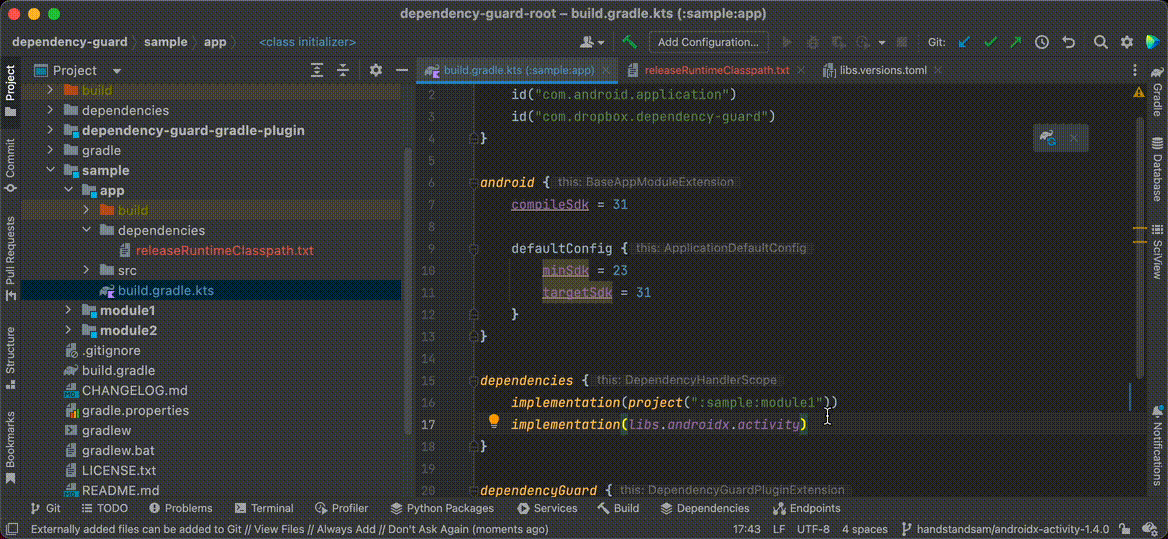 dependency-guard-root – build.gradle.kts (:sample:app)
dependency-guard sample app <class initializer> Add Configuration... Git:
Project
build.gradle.kts (:sample:app)
releaseRuntimeClasspath.txt
libs.versions.toml
Project
Commit
Pull Requests
Structure
Bookmarks
build
dependencies
dependency-guard-gradle-plugin
gradle
sample
app
build
dependencies
releaseRuntimeClasspath.txt
src
build.gradle.kts
module1
module2
.gitignore
build.gradle
CHANGELOG.md
gradle.properties
gradlew
gradlew.bat
LICENSE.txt
README.md
2 id("com.android.application")
3 id("com.dropbox.dependency-guard")
4 }
5
6 android { this: BaseAppModuleExtension
7 compileSdk = 31
8
9 defaultConfig { this: ApplicationDefaultConfig
10 minSdk = 23
11 targetSdk = 31
12 }
13 }
14
15 dependencies { this: DependencyHandlerScope
16 implementation(project(":sample:module1"))
17 implementation(libs.androidx.activity)
18 }
19
20 dependencyGuard { this: DependencyGuardPluginExtension
Gradle
Database
SciView
Notifications
Git TODO Problems Terminal Profiler Python Packages Services Build Dependencies Endpoints
Externally added files can be added to Git // View Files // Always Add // Don't Ask Again (moments ago) 17:43 LF UTF-8 4 spaces handstandsam/androidx-activity-1.4.0